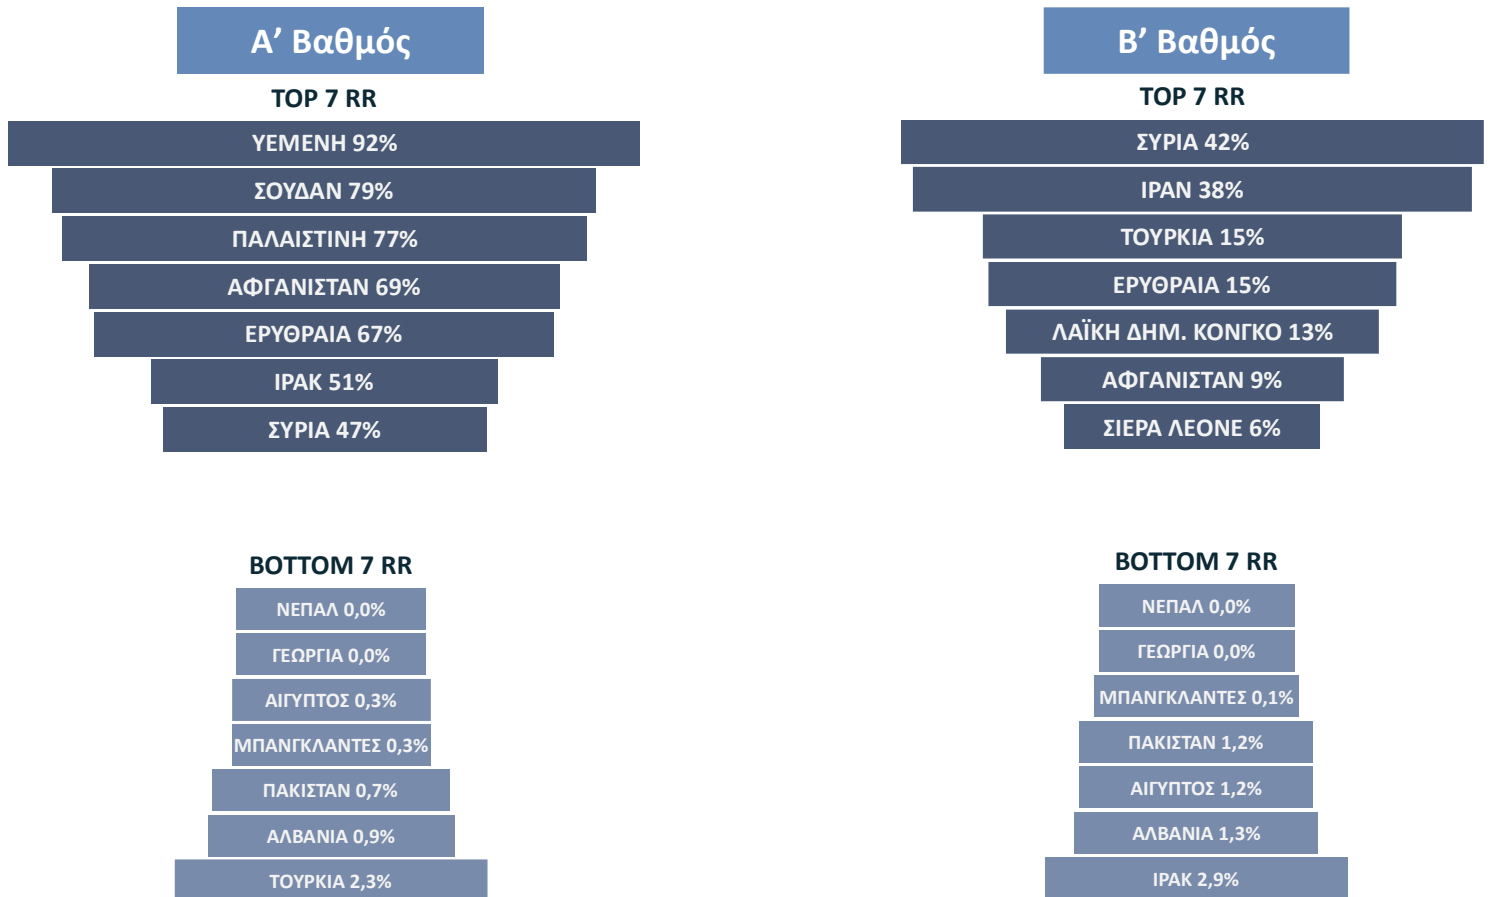 Α’ Βαθμός
TOP 7 RR
ΥΕΜΕΝΗ 92%
ΣΟΥΔΑΝ 79%
ΠΑΛΑΙΣΤΙΝΗ 77%
ΑΦΓΑΝΙΣΤΑΝ 69%
ΕΡΥΘΡΑΙΑ 67%
ΙΡΑΚ 51%
ΣΥΡΙΑ 47%
BOTTOM 7 RR
ΝΕΠΑΛ 0,0%
ΓΕΩΡΓΙΑ 0,0%
ΑΙΓΥΠΤΟΣ 0,3%
ΜΠΑΝΓΚΛΑΝΤΕΣ 0,3%
ΠΑΚΙΣΤΑΝ 0,7%
ΑΛΒΑΝΙΑ 0,9%
ΤΟΥΡΚΙΑ 2,3%
Β’ Βαθμός
TOP 7 RR
ΣΥΡΙΑ 42%
ΙΡΑΝ 38%
ΤΟΥΡΚΙΑ 15%
ΕΡΥΘΡΑΙΑ 15%
ΛΑΪΚΗ ΔΗΜ. ΚΟΝΓΚΟ 13%
ΑΦΓΑΝΙΣΤΑΝ 9%
ΣΙΕΡΑ ΛΕΟΝΕ 6%
BOTTOM 7 RR
ΝΕΠΑΛ 0,0%
ΓΕΩΡΓΙΑ 0,0%
ΜΠΑΝΓΚΛΑΝΤΕΣ 0,1%
ΠΑΚΙΣΤΑΝ 1,2%
ΑΙΓΥΠΤΟΣ 1,2%
ΑΛΒΑΝΙΑ 1,3%
ΙΡΑΚ 2,9%